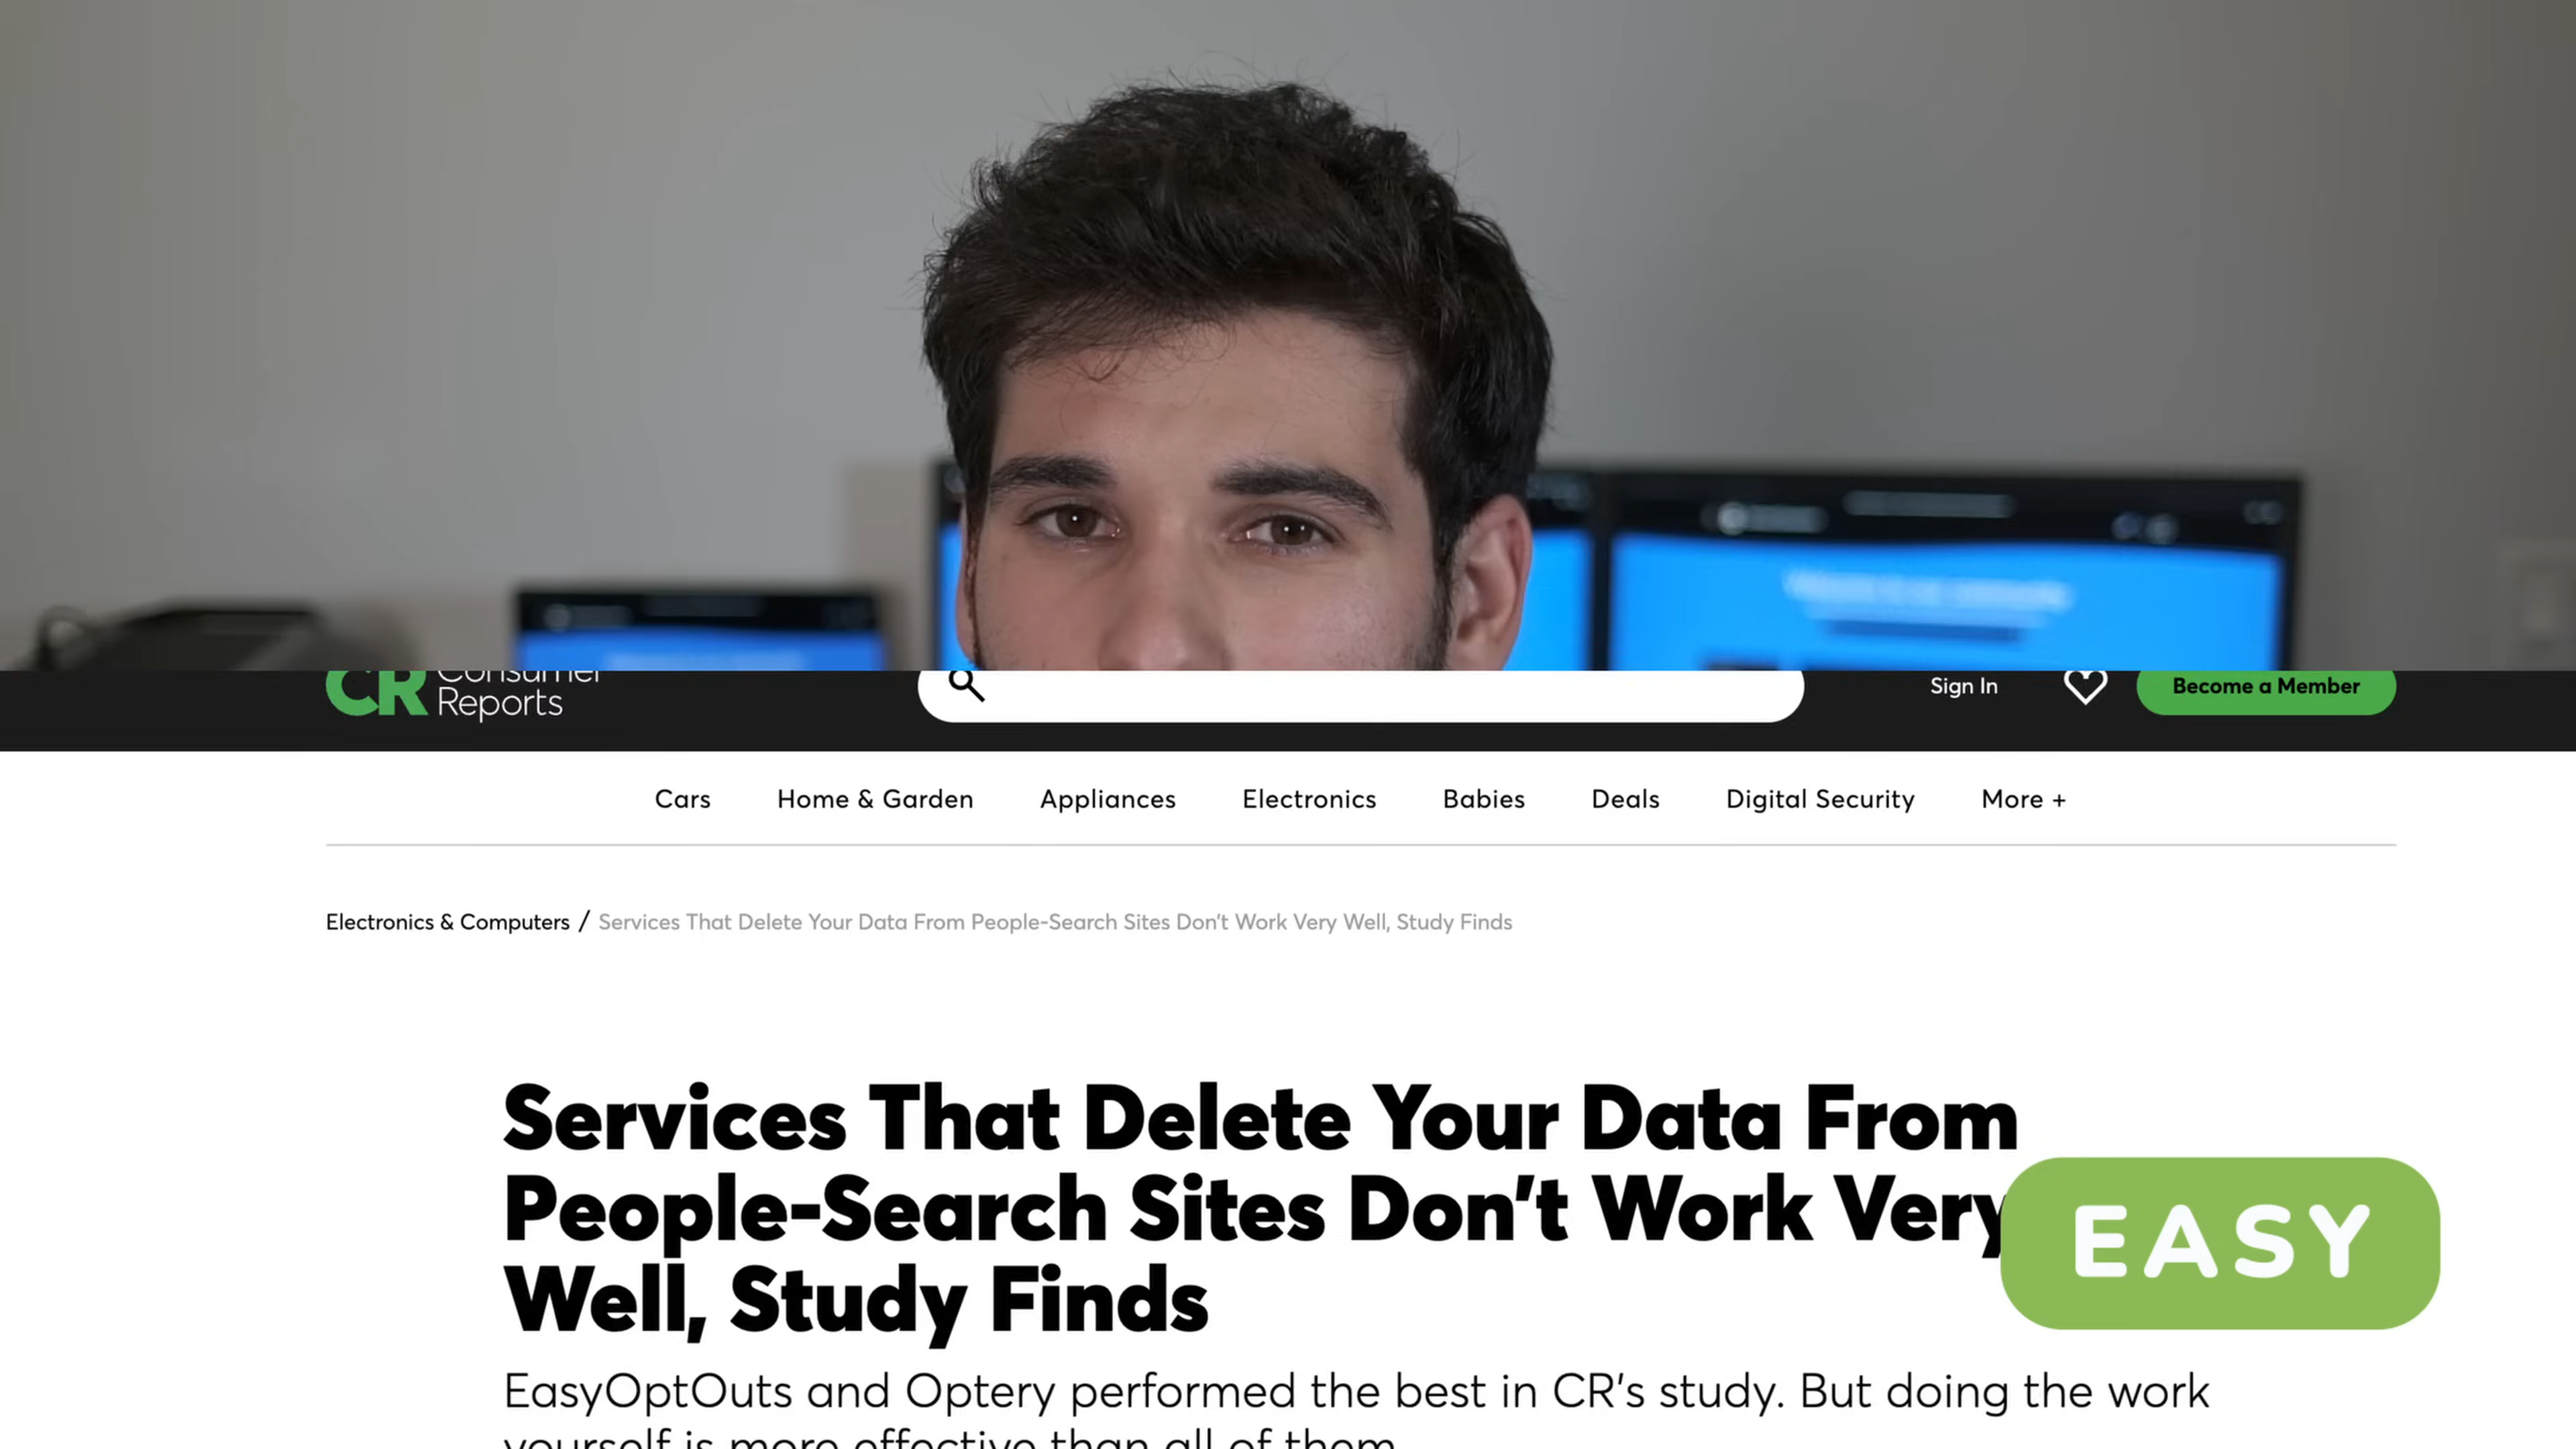 CR Consumer
Reports
Sign In
Become a Member
Cars Home & Garden Appliances Electronics Babies Deals Digital Security More +
Electronics & Computers / Services That Delete Your Data From People-Search Sites Don't Work Very Well, Study Finds
Services That Delete Your Data From
People-Search Sites Don't Work Very
Well, Study Finds
EASY
EasyOptOuts and Optery performed the best in CR's study. But doing the work
yourself is more effective than all of them.